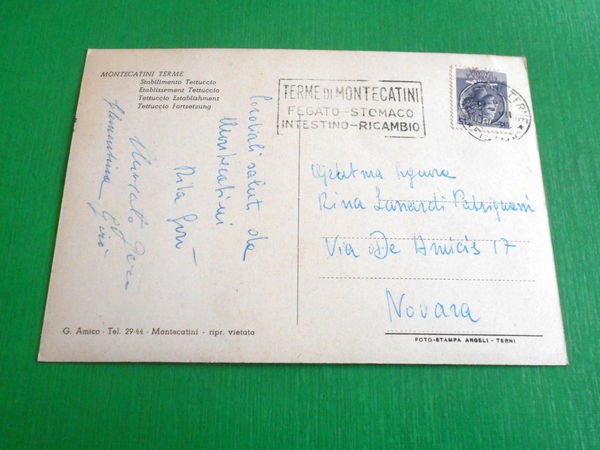 MONTECATINI TERME
Stabilimento Tettuccio
Etablissement Tettuccio
Tettuccio Establishment
Tettuccio Fortsetzung
TERME DI MONTECATINI
FEGATO - STOMACO
INTESTINO - RICAMBIO
Cordiali saluti da
Montecatini
Rita
Rina Zanardi
Via De Amicis 17
Novara
G. Amico - Tel. 29-44 - Montecatini - ripr. vietata
FOTO-STAMPA ANGELI - TERNI